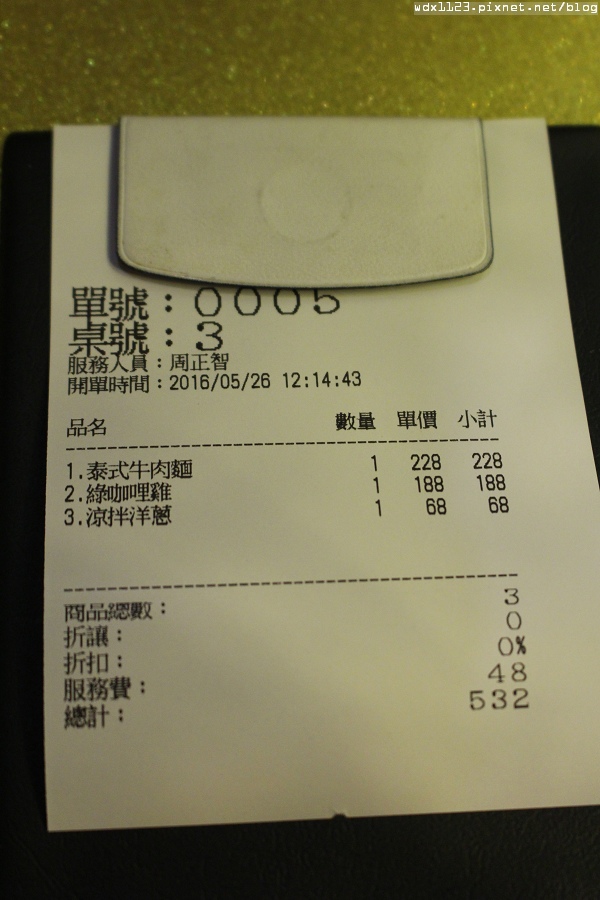 wdx1123.pixnet.net/blog
單號：0005
桌號：3
服務人員：周正智
開單時間：2016/05/26 12:14:43
品名 數量 單價 小計
1.泰式牛肉麵 1 228 228
2.綠咖哩雞 1 188 188
3.涼拌洋蔥 1 68 68
商品總數： 3
折讓： 0
折扣： 0%
服務費： 48
總計： 532